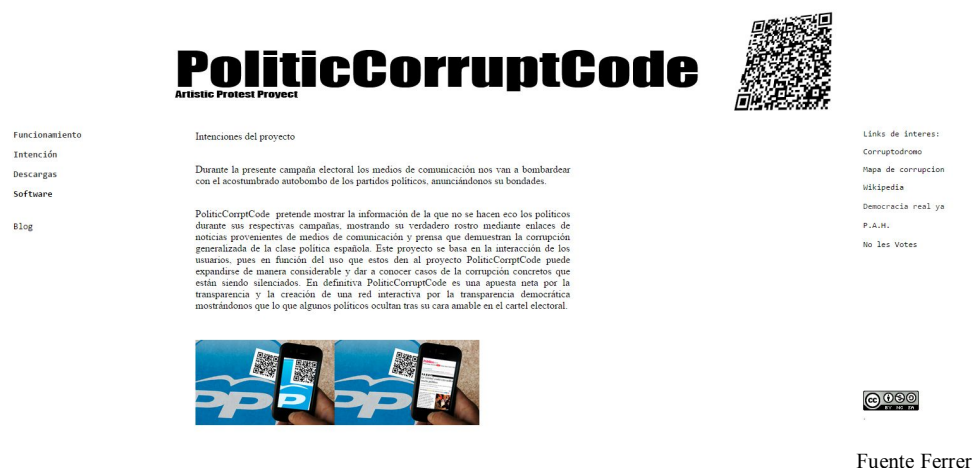 PoliticCorruptCode
Artistic Protest Proyect
Funcionamiento
Intención
Descargas
Software
Blog
Intenciones del proyecto
Durante la presente campaña electoral los medios de comunicación nos van a bombardear
con el acostumbrado autobombo de los partidos políticos, anunciándonos su bondades.
PoliticCorrptCode pretende mostrar la información de la que no se hacen eco los políticos
durante sus respectivas campañas, mostrando su verdadero rostro mediante enlaces de
noticias provenientes de medios de comunicación y prensa que demuestran la corrupción
generalizada de la clase política española. Este proyecto se basa en la interacción de los
usuarios, pues en función del uso que estos den al proyecto PoliticCorrptCode puede
expandirse de manera considerable y dar a conocer casos de la corrupción concretos que
están siendo silenciados. En definitiva PoliticCorruptCode es una apuesta neta por la
transparencia y la creación de una red interactiva por la transparencia democrática
mostrándonos que lo que algunos políticos ocultan tras su cara amable en el cartel electoral.
PP
P
PP
Links de interes:
Corruptodromo
Mapa de corrupcion
Wikipedia
Democracia real ya
P.A.H.
No les Votes
cc
BY NC SA
Fuente Ferrer